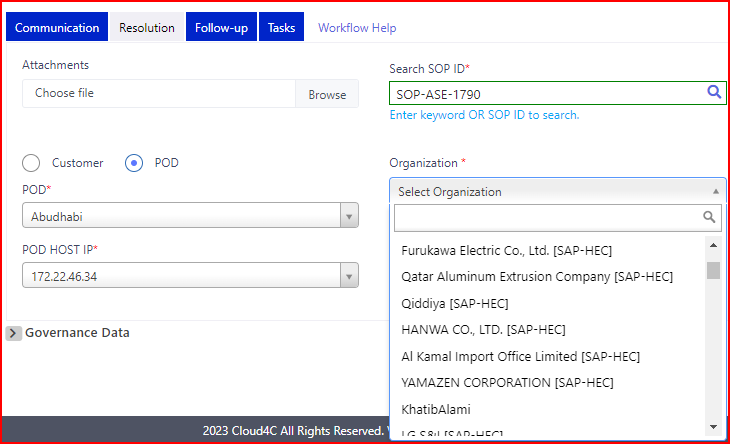 Communication Resolution Follow-up Tasks Workflow Help
Attachments
Choose file Browse
Search SOP ID*
SOP-ASE-1790
Enter keyword OR SOP ID to search.
Customer POD
POD*
Abudhabi
POD HOST IP*
172.22.46.34
Organization *
Select Organization
Furukawa Electric Co., Ltd. [SAP-HEC]
Qatar Aluminum Extrusion Company [SAP-HEC]
Qiddiya [SAP-HEC]
HANWA CO., LTD. [SAP-HEC]
Al Kamal Import Office Limited [SAP-HEC]
YAMAZEN CORPORATION [SAP-HEC]
KhatibAlami
LG S&I [SAP-HEC]
Governance Data
2023 Cloud4C All Rights Reserved.